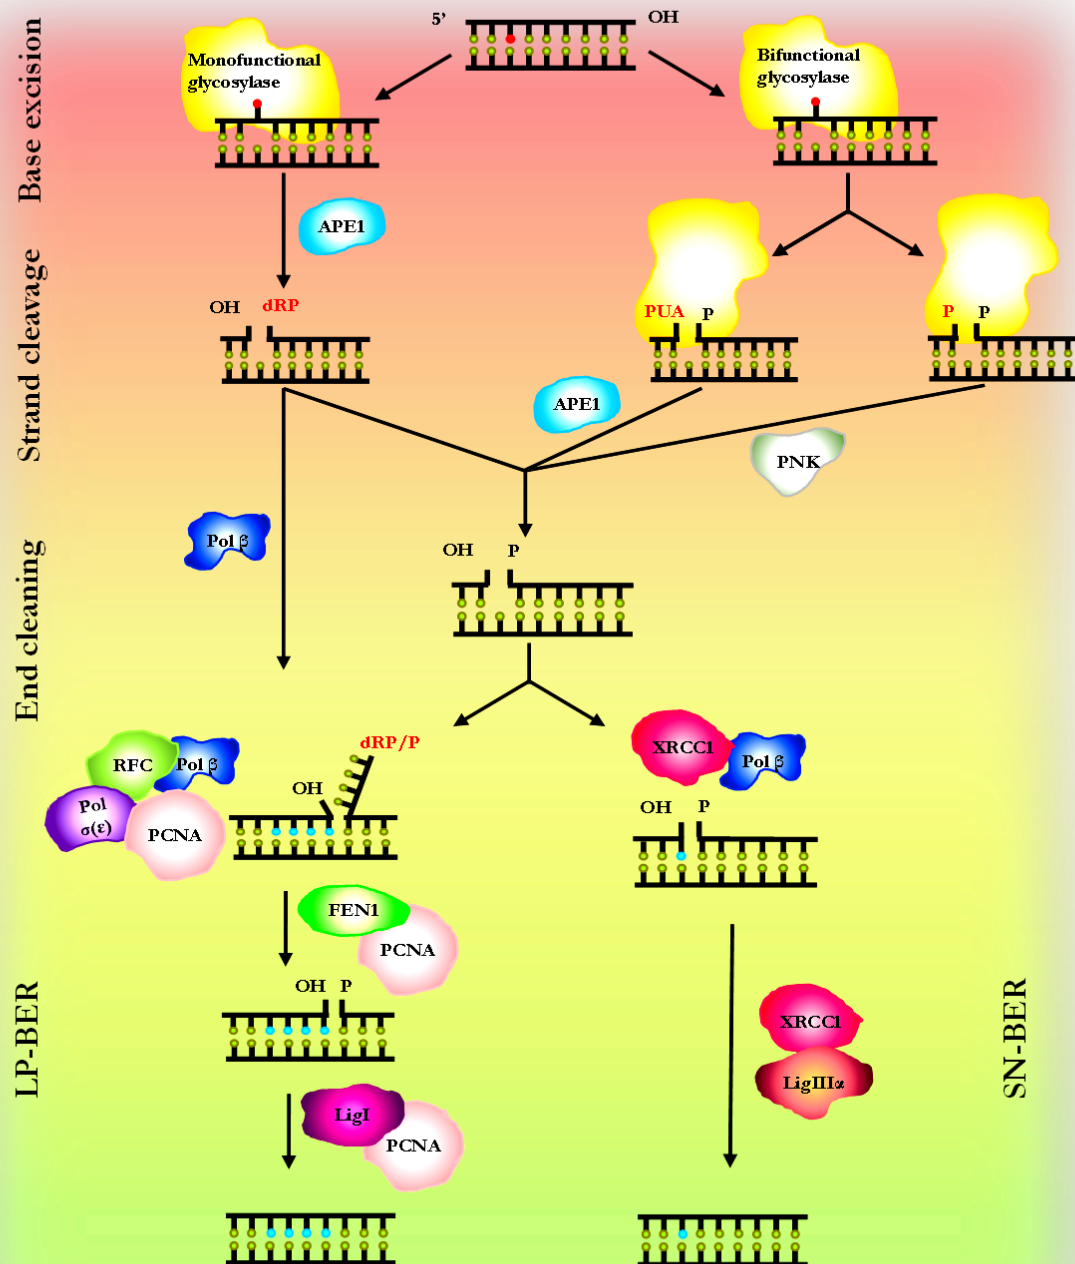 5’
OH
Base excision
Monofunctional
glycosylase
Bifunctional
glycosylase
APE1
Strand cleavage
OH
dRP
PUA
P
P
P
APE1
PNK
End cleaning
Pol β
OH
P
RFC
Pol β
Pol
σ(ε)
PCNA
dRP/P
OH
XRCC1
Pol β
OH
P
FEN1
PCNA
LP-BER
OH
P
SN-BER
XRCC1
LigIIIα
LigI
PCNA